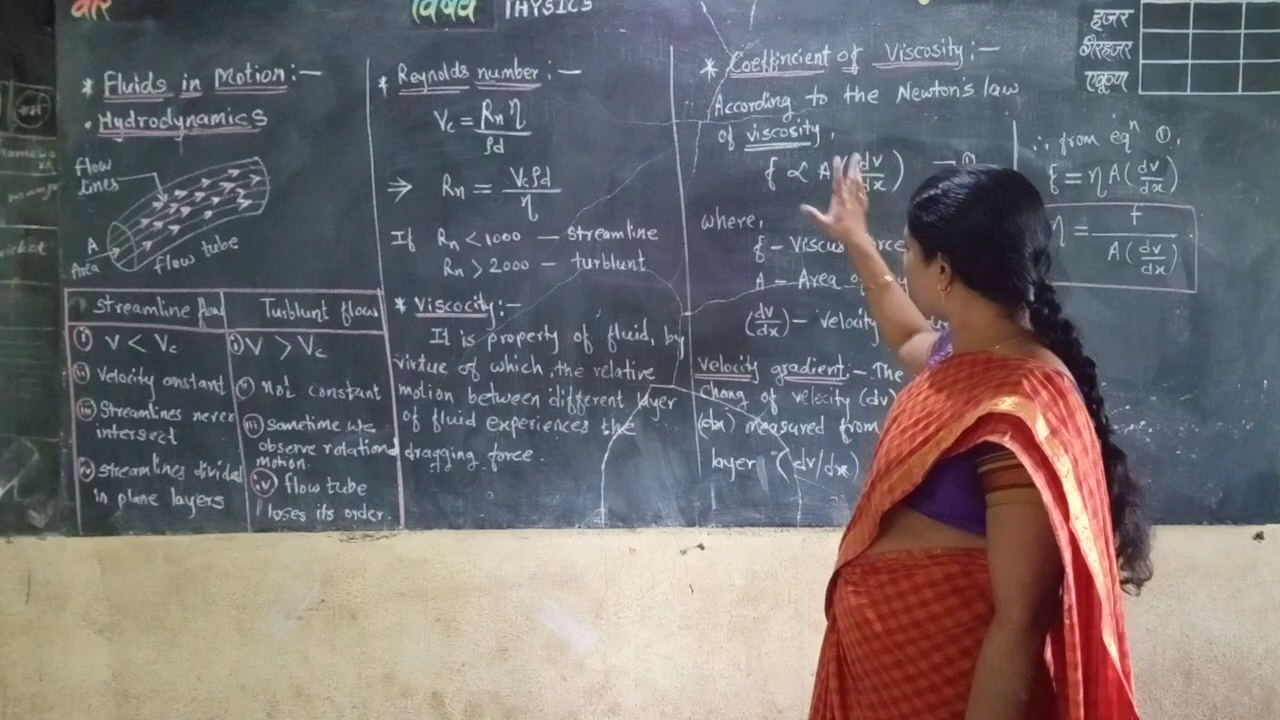 वार
विषय PHYSICS
हजर
गैरहजर
एकूण
* Fluids in Motion:-
. Hydrodynamics
flow
lines
A
Area
flow tube
streamline flow
Turblunt flow
i) V < Vc
ii) velocity constant
iii) Streamlines never
intersect
iv) streamlines divided
in plane layers
i) V > Vc
ii) not constant
iii) sometime we
observe rotational
motion.
iv) flow tube
loses its order.
* Reynolds number:-
Vc = Rn η / ρd
⇒ Rn = Vc ρd / η
If Rn < 1000 — streamline
Rn > 2000 — turblunt
* Viscocity:-
It is property of fluid, by
virtue of which, the relative
motion between different layer
of fluid experiences the
dragging force.
* Coeffincient of Viscosity:-
According to the Newton's law
of viscosity,
f ∝ A (dv/dx) —
where,
f - Viscus force
A - Area of
(dv/dx) - velocity
velocity gradient:- The
chang of velocity (dv)
(dx) measured from
layer (dv/dx)
∴ from eqn ①,
f = η A (dv/dx)
η = f / A (dv/dx)